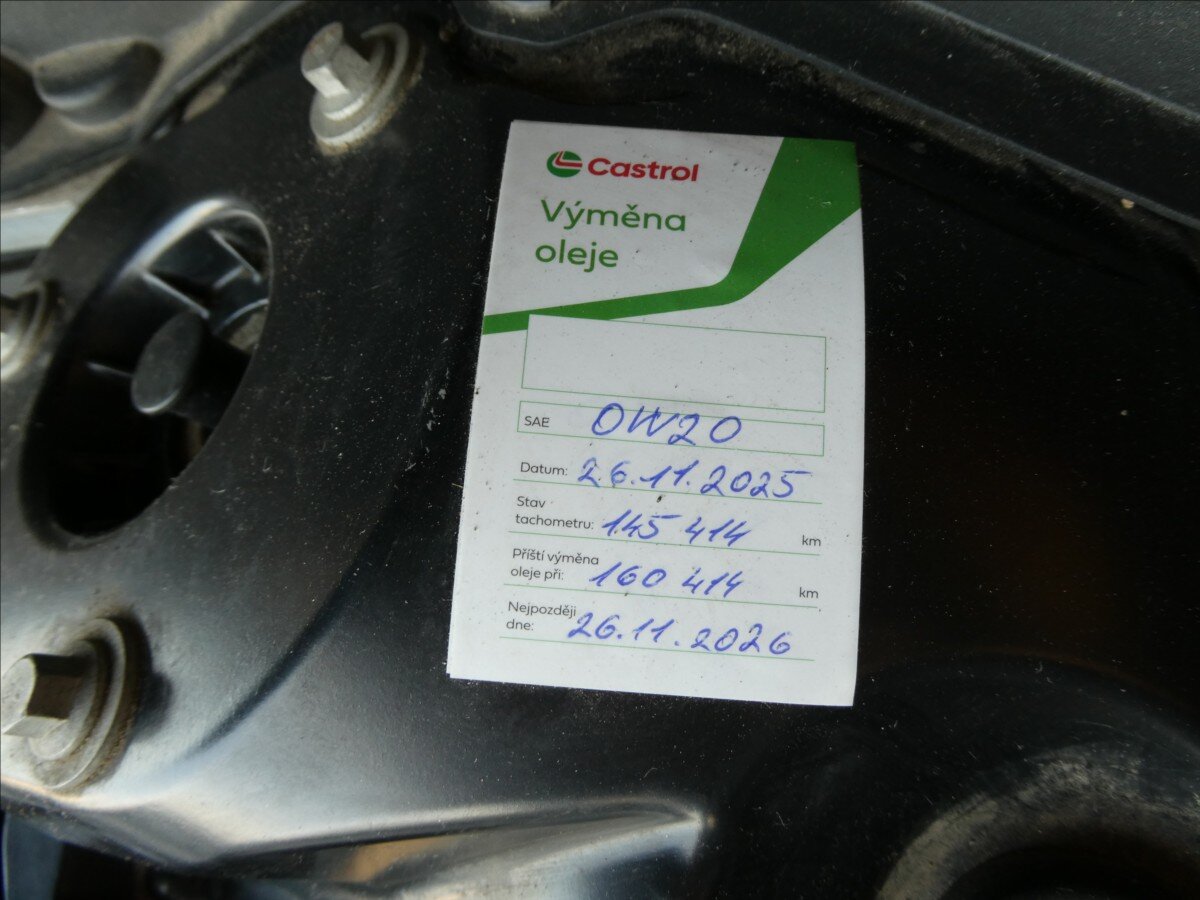 Castrol
Výměna
oleje
SAE 0W20
Datum: 26.11.2025
Stav
tachometru: 145 414 km
Příští výměna
oleje při: 160 414 km
Nejpozději
dne: 26.11.2026